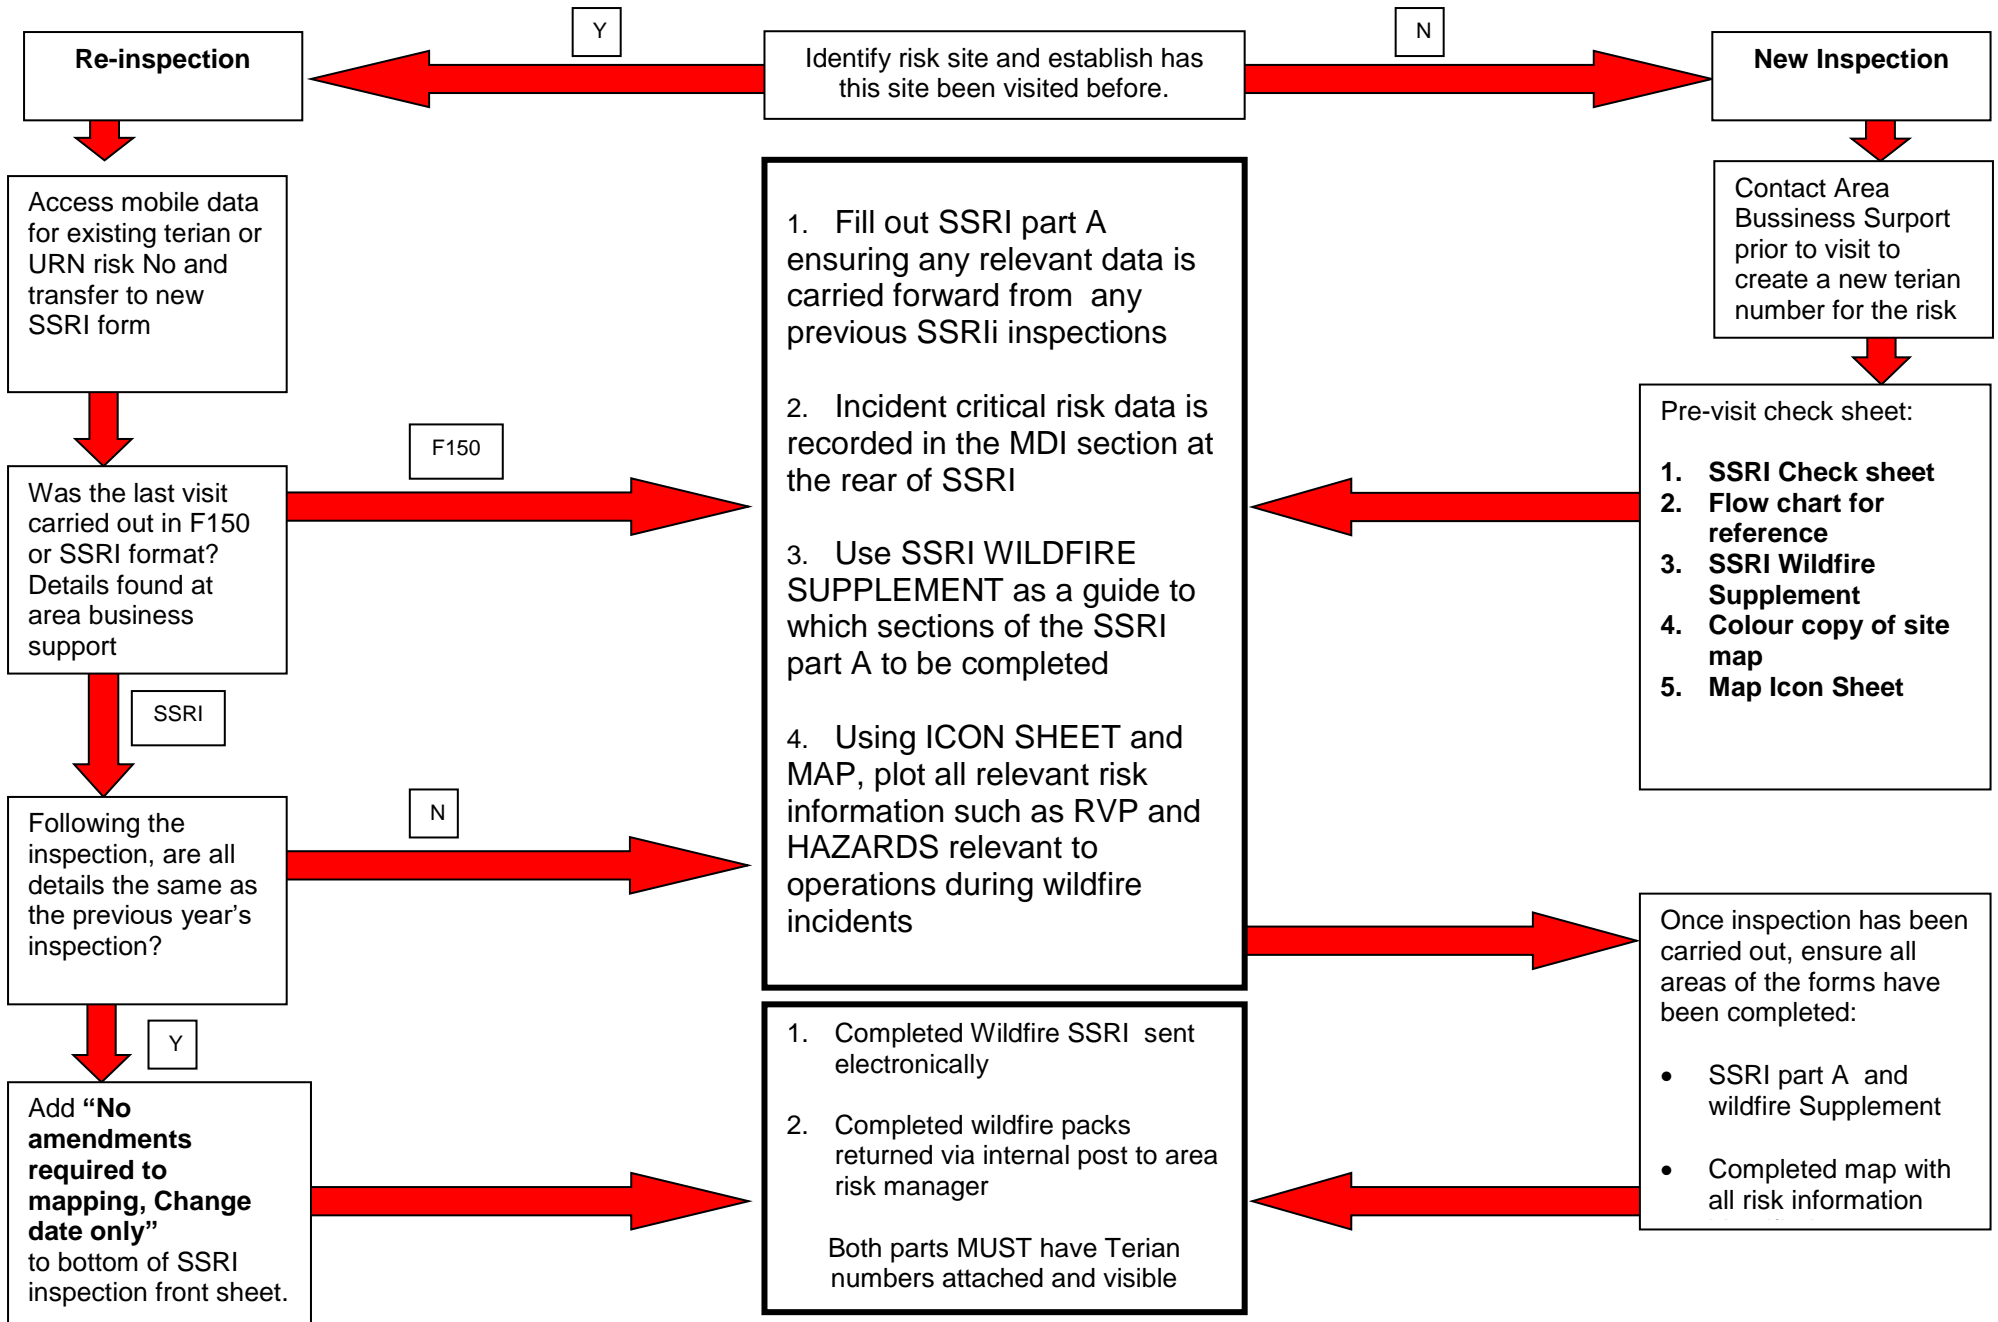 Y
N
Re-inspection
Identify risk site and establish has
this site been visited before.
New Inspection
Access mobile data
for existing terian or
URN risk No and
transfer to new
SSRI form
1. Fill out SSRI part A
ensuring any relevant data is
carried forward from any
previous SSRIi inspections
2. Incident critical risk data is
recorded in the MDI section at
the rear of SSRI
3. Use SSRI WILDFIRE
SUPPLEMENT as a guide to
which sections of the SSRI
part A to be completed
4. Using ICON SHEET and
MAP, plot all relevant risk
information such as RVP and
HAZARDS relevant to
operations during wildfire
incidents
Contact Area
Bussiness Surport
prior to visit to
create a new terian
number for the risk
Pre-visit check sheet:
1. SSRI Check sheet
2. Flow chart for
reference
3. SSRI Wildfire
Supplement
4. Colour copy of site
map
5. Map Icon Sheet
F150
Was the last visit
carried out in F150
or SSRI format?
Details found at
area business
support
SSRI
N
Following the
inspection, are all
details the same as
the previous year's
inspection?
Y
Add “No
amendments
required to
mapping, Change
date only”
to bottom of SSRI
inspection front sheet.
1. Completed Wildfire SSRI sent
electronically
2. Completed wildfire packs
returned via internal post to area
risk manager
Both parts MUST have Terian
numbers attached and visible
Once inspection has been
carried out, ensure all
areas of the forms have
been completed:
• SSRI part A and
wildfire Supplement
• Completed map with
all risk information